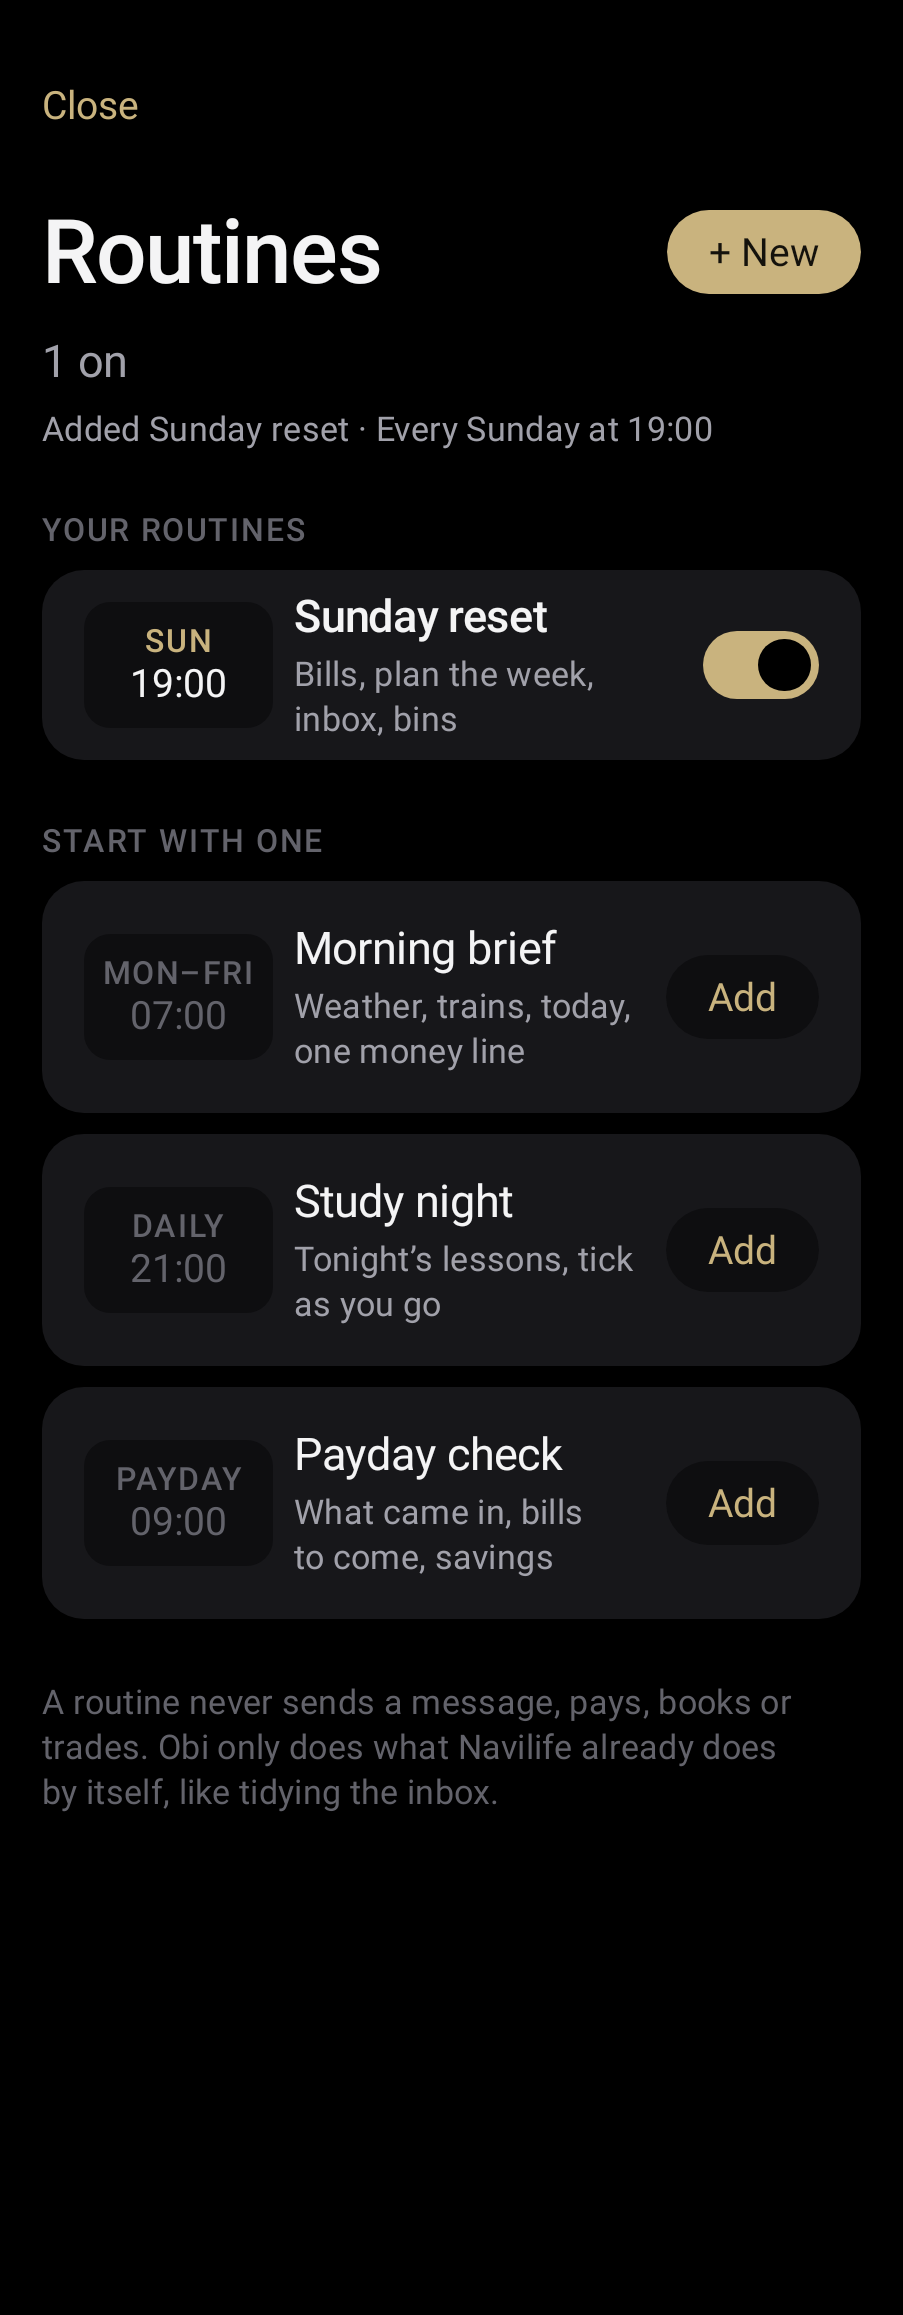 Close
Routines
+ New
1 on
Added Sunday reset · Every Sunday at 19:00
YOUR ROUTINES
SUN
19:00
Sunday reset
Bills, plan the week,
inbox, bins
START WITH ONE
MON–FRI
07:00
Morning brief
Weather, trains, today,
one money line
Add
DAILY
21:00
Study night
Tonight’s lessons, tick
as you go
Add
PAYDAY
09:00
Payday check
What came in, bills
to come, savings
Add
A routine never sends a message, pays, books or
trades. Obi only does what Navilife already does
by itself, like tidying the inbox.